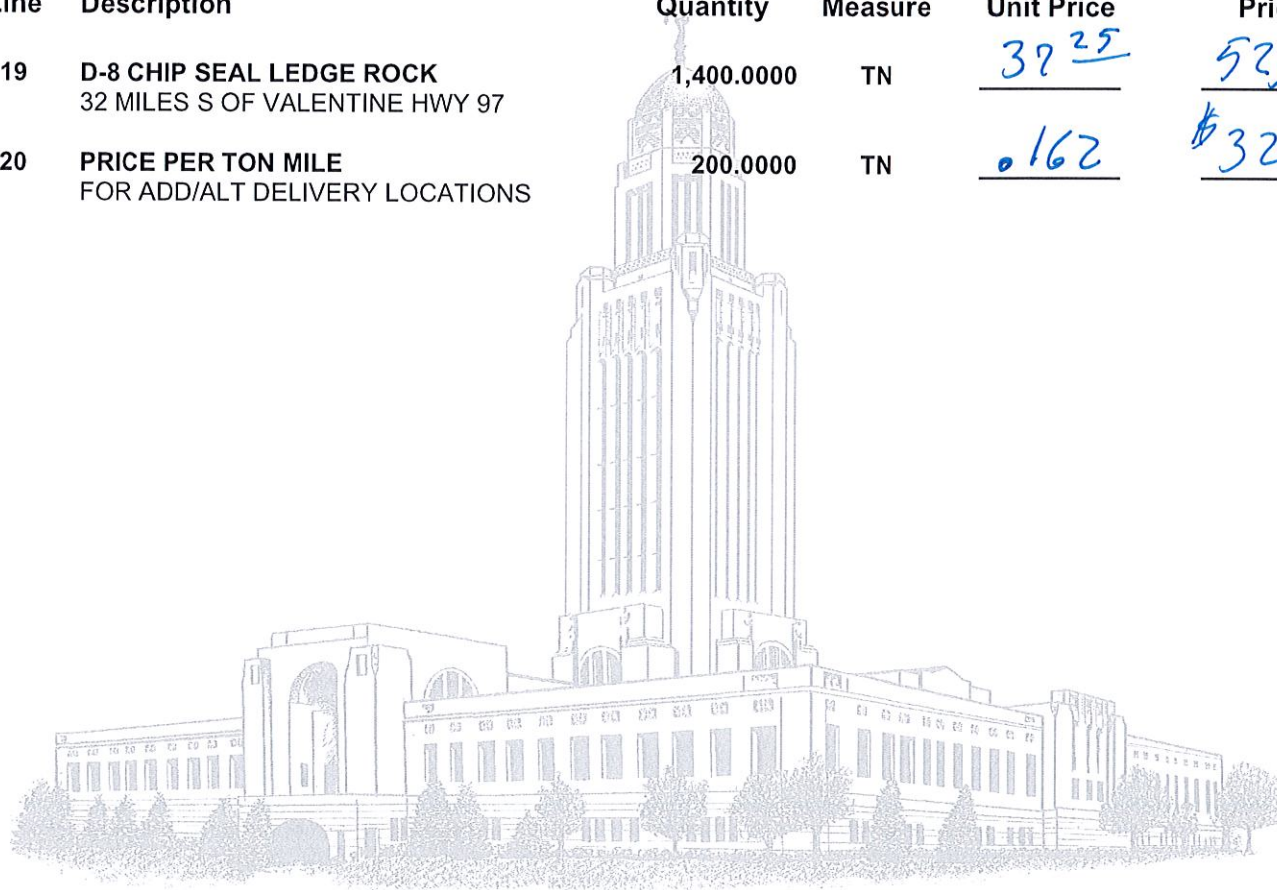 Line Description Quantity Measure Unit Price Pri
19 D-8 CHIP SEAL LEDGE ROCK 1,400.0000 TN 37 25 52,
32 MILES S OF VALENTINE HWY 97
20 PRICE PER TON MILE 200.0000 TN .162 $32
FOR ADD/ALT DELIVERY LOCATIONS